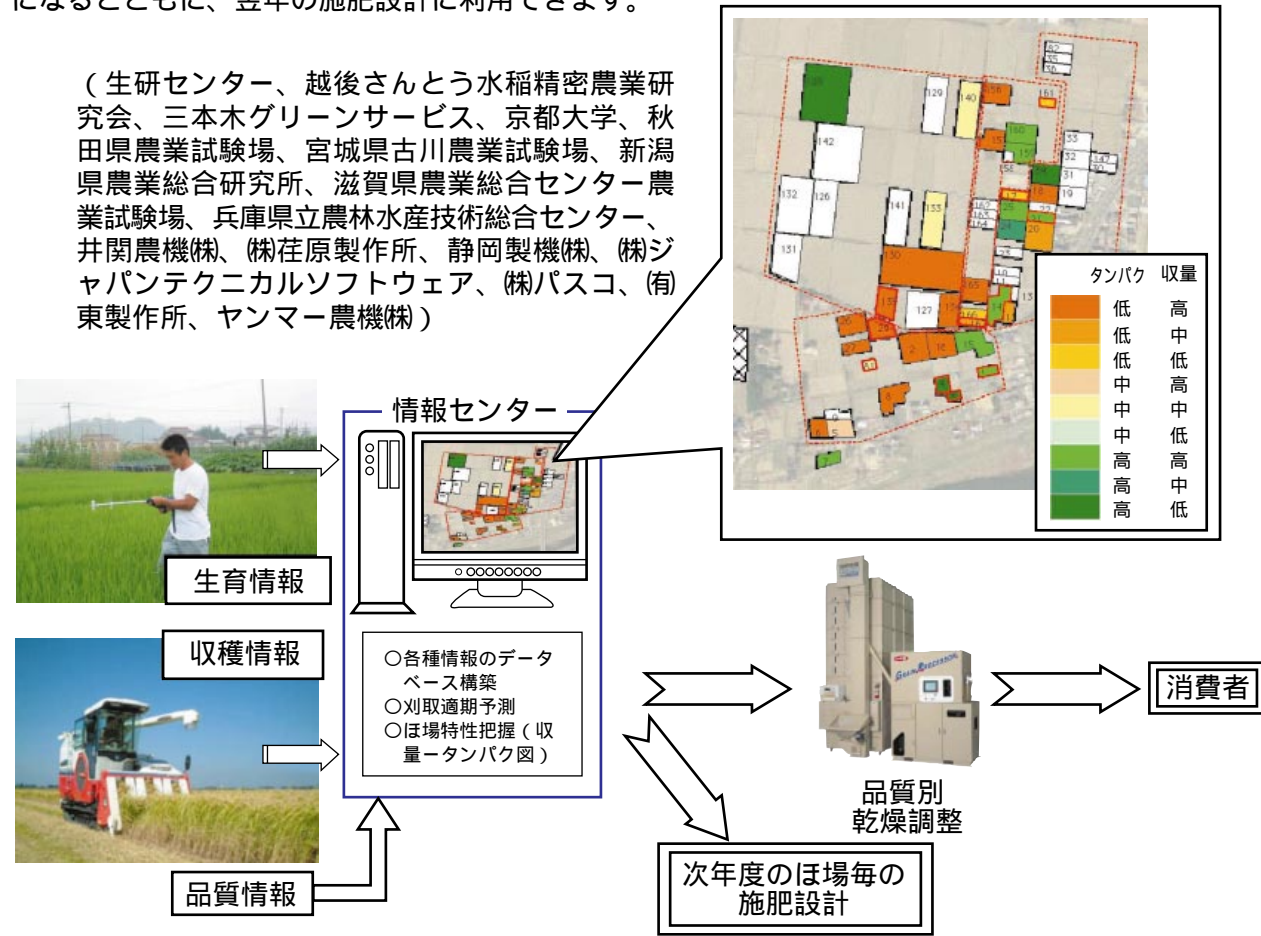 になるとともに、翌年の施肥設計に利用できます。
(生研センター、越後さんとう水稲精密農業研
究会、三本木グリーンサービス、京都大学、秋
田県農業試験場、宮城県古川農業試験場、新潟
県農業総合研究所、滋賀県農業総合センター農
業試験場、兵庫県立農林水産技術総合センター、
井関農機㈱、㈱荏原製作所、静岡製機㈱、㈱ジ
ャパンテクニカルソフトウェア、㈱パスコ、㈲
東製作所、ヤンマー農機㈱)
129
140
142
132
126
141
133
131
130
127
タンパク 収量
低 高
低 中
低 低
中 高
中 中
中 低
高 高
高 中
高 低
情報センター
生育情報
収穫情報
品質情報
○各種情報のデータ
ベース構築
○刈取適期予測
○ほ場特性把握(収
量ータンパク図)
品質別
乾燥調整
消費者
次年度のほ場毎の
施肥設計